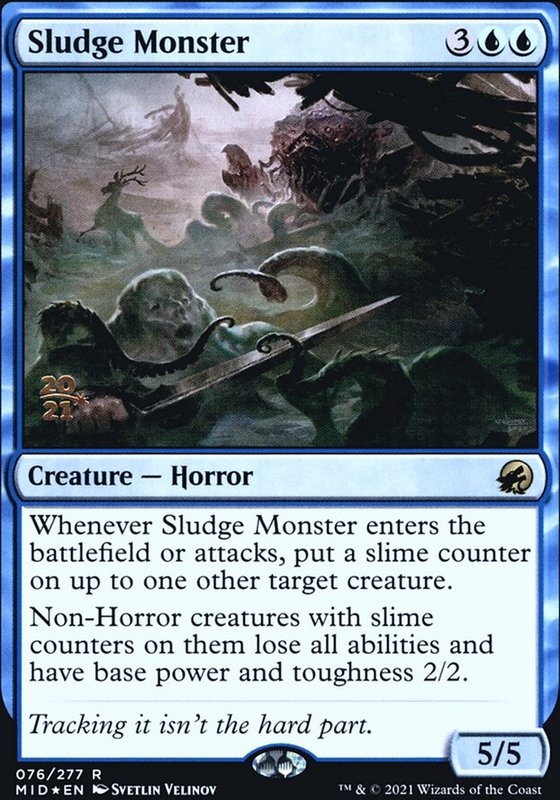 Sludge Monster 3
20
21
Creature — Horror
Whenever Sludge Monster enters the
battlefield or attacks, put a slime counter
on up to one other target creature.
Non-Horror creatures with slime
counters on them lose all abilities and
have base power and toughness 2/2.
Tracking it isn't the hard part.
5/5
076/277 R
MID★EN Svetlin Velinov
™ & © 2021 Wizards of the Coast